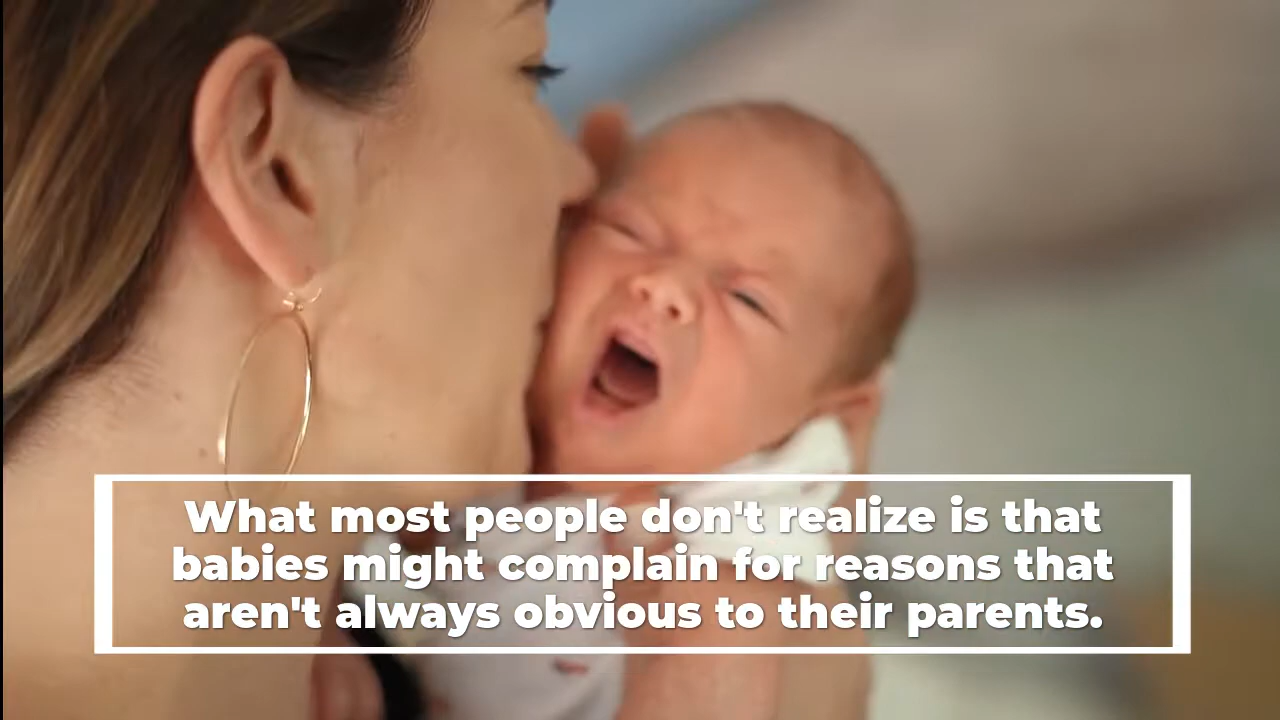 What most people don't realize is that
babies might complain for reasons that
aren't always obvious to their parents.